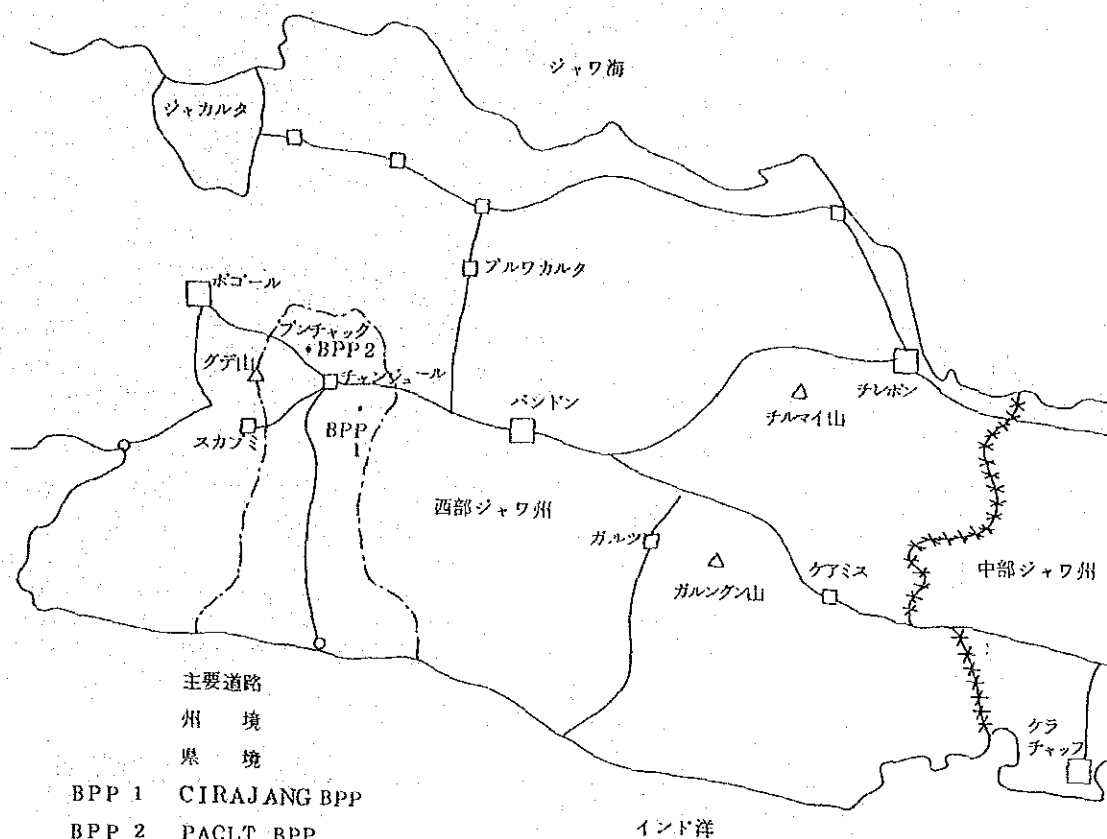 ジャワ海
ジャカルタ
プルワカルタ
ボゴール
プンチャック
BPP2
グデ山
チャンジュール
チレボン
バンドン
チルマイ山
スカブミ
BPP
1
西部ジャワ州
ガルツ
ガルングン山
ケアミス
中部ジャワ州
主要道路
州 境
県 境
ケラ
チャップ
BPP 1 CIRAJANG BPP
BPP 2 PACLT BPP
インド洋